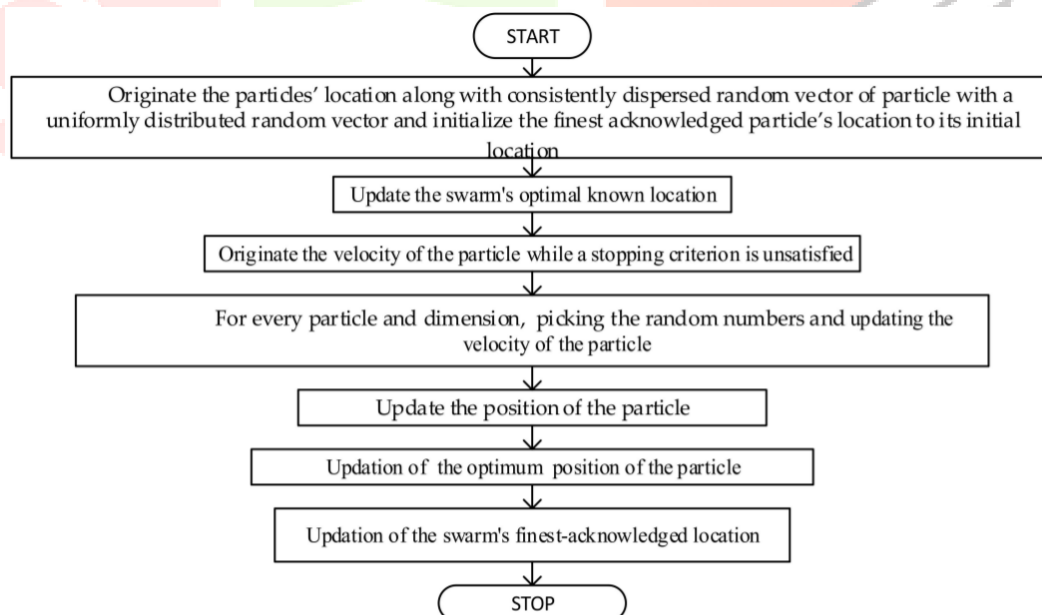 START
Originate the particles' location along with consistently dispersed random vector of particle with a
uniformly distributed random vector and initialize the finest acknowledged particle's location to its initial
location
Update the swarm's optimal known location
Originate the velocity of the particle while a stopping criterion is unsatisfied
For every particle and dimension, picking the random numbers and updating the
velocity of the particle
Update the position of the particle
Updation of the optimum position of the particle
Updation of the swarm's finest-acknowledged location
STOP